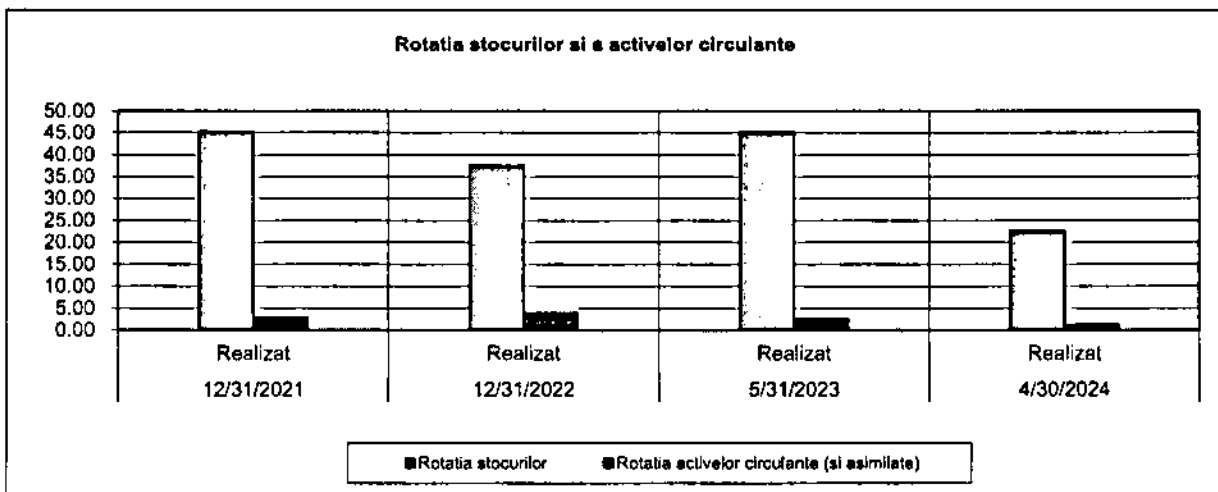 Rotatia stocurilor si a activelor circulante
50.00
45.00
40.00
35.00
30.00
25.00
20.00
15.00
10.00
5.00
0.00
Realizat Realizat Realizat Realizat
12/31/2021 12/31/2022 5/31/2023 4/30/2024
Rotatia stocurilor Rotatia activelor circulante (si asimilate)